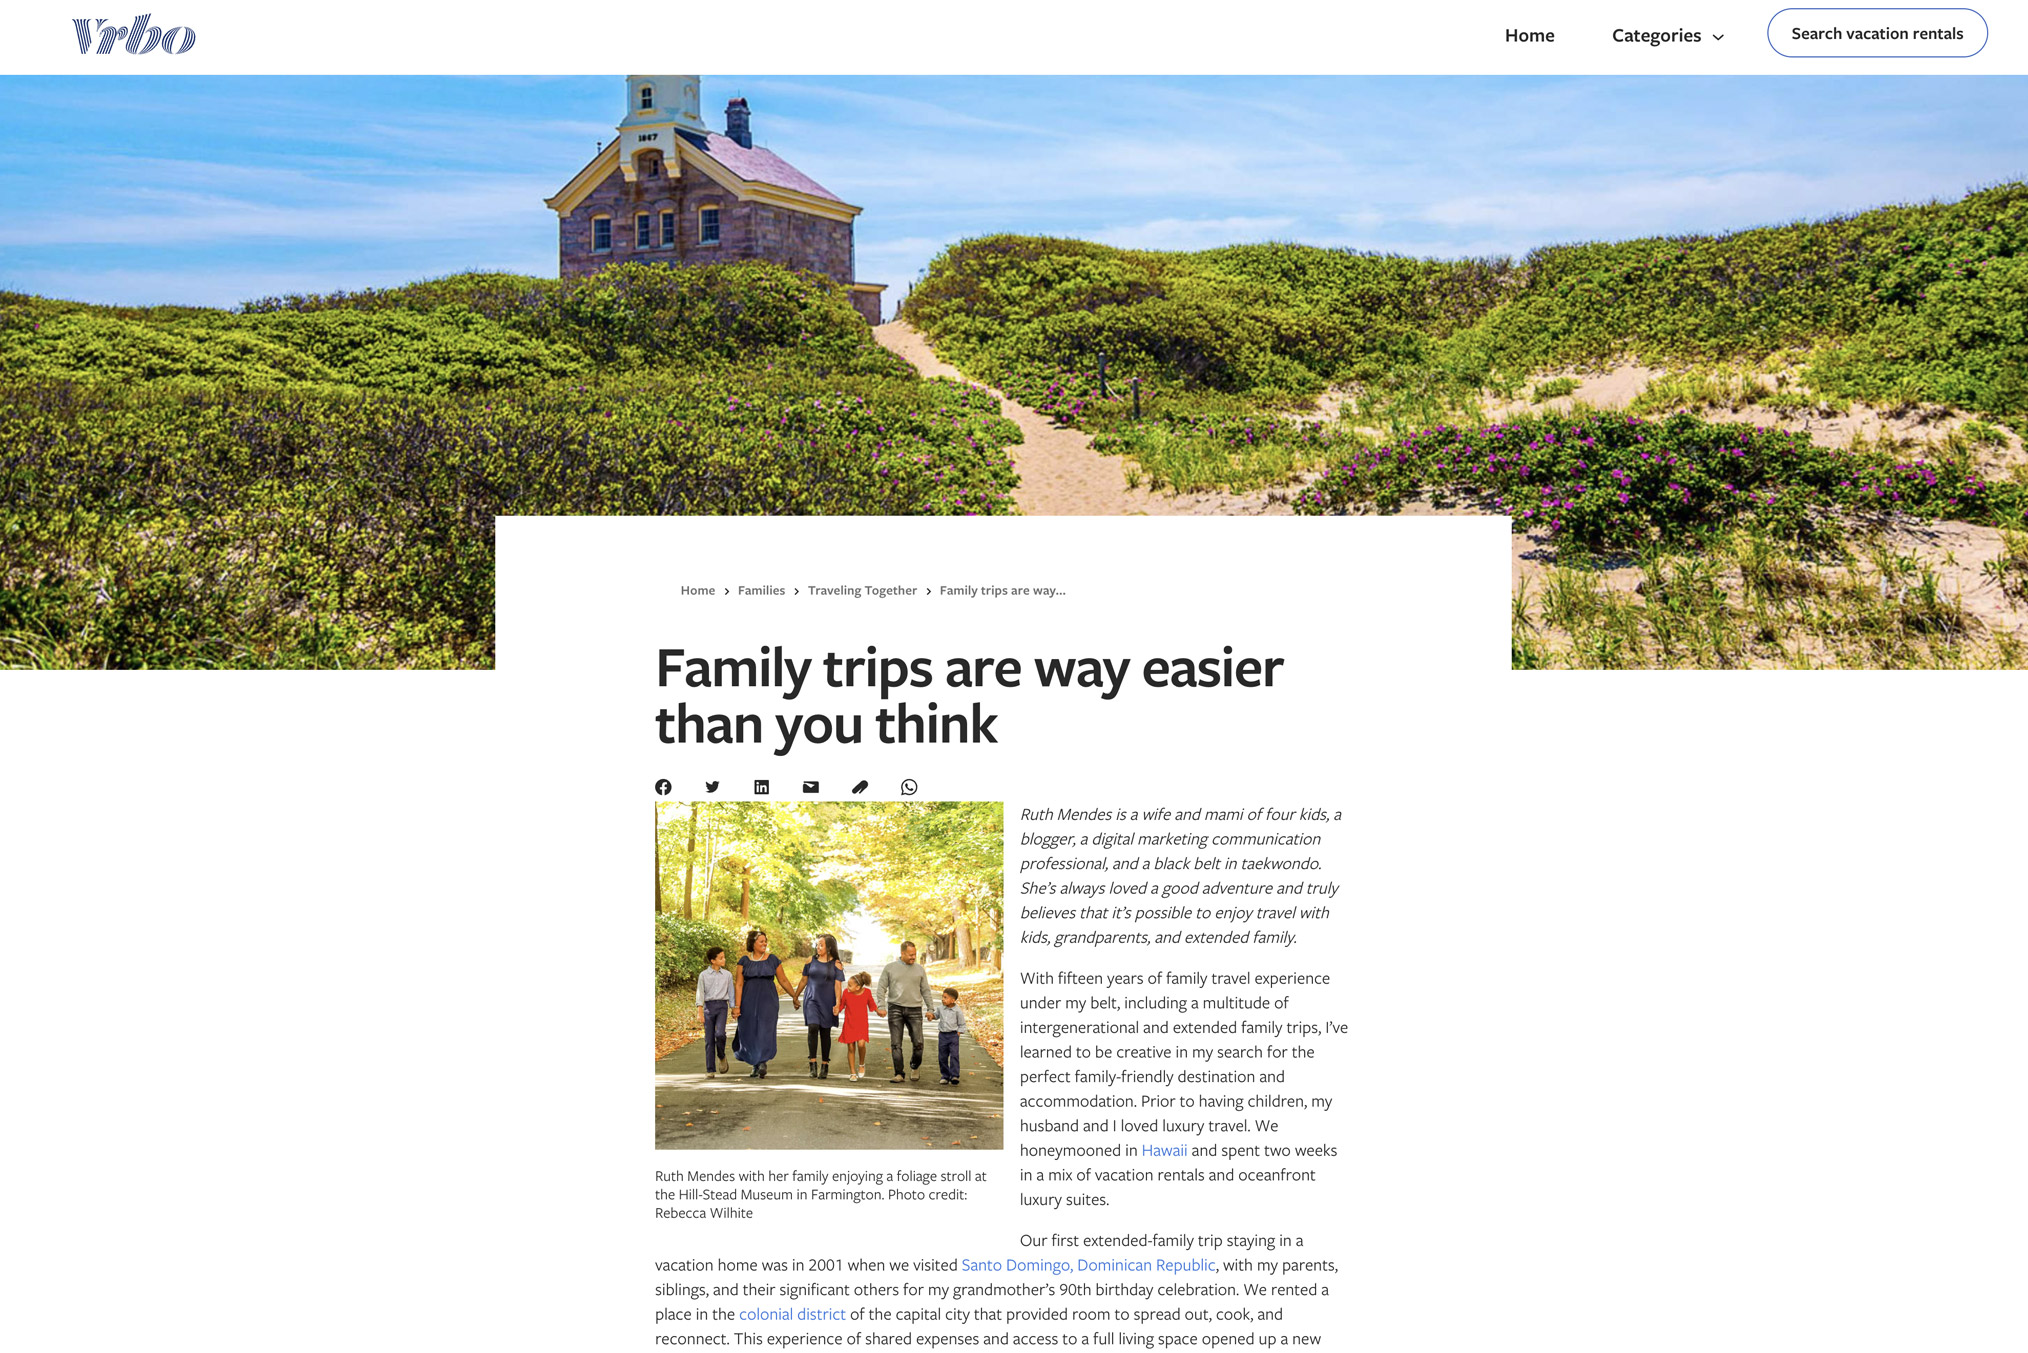 Vrbo
Home
Categories
Search vacation rentals
1867
Home > Families > Traveling Together > Family trips are way...
Family trips are way easier
than you think
Ruth Mendes is a wife and mami of four kids, a
blogger, a digital marketing communication
professional, and a black belt in taekwondo.
She’s always loved a good adventure and truly
believes that it’s possible to enjoy travel with
kids, grandparents, and extended family.
With fifteen years of family travel experience
under my belt, including a multitude of
intergenerational and extended family trips, I’ve
learned to be creative in my search for the
perfect family-friendly destination and
accommodation. Prior to having children, my
husband and I loved luxury travel. We
honeymooned in Hawaii and spent two weeks
in a mix of vacation rentals and oceanfront
luxury suites.
Ruth Mendes with her family enjoying a foliage stroll at
the Hill-Stead Museum in Farmington. Photo credit:
Rebecca Wilhite
Our first extended-family trip staying in a
vacation home was in 2001 when we visited Santo Domingo, Dominican Republic, with my parents,
siblings, and their significant others for my grandmother’s 90th birthday celebration. We rented a
place in the colonial district of the capital city that provided room to spread out, cook, and
reconnect. This experience of shared expenses and access to a full living space opened up a new